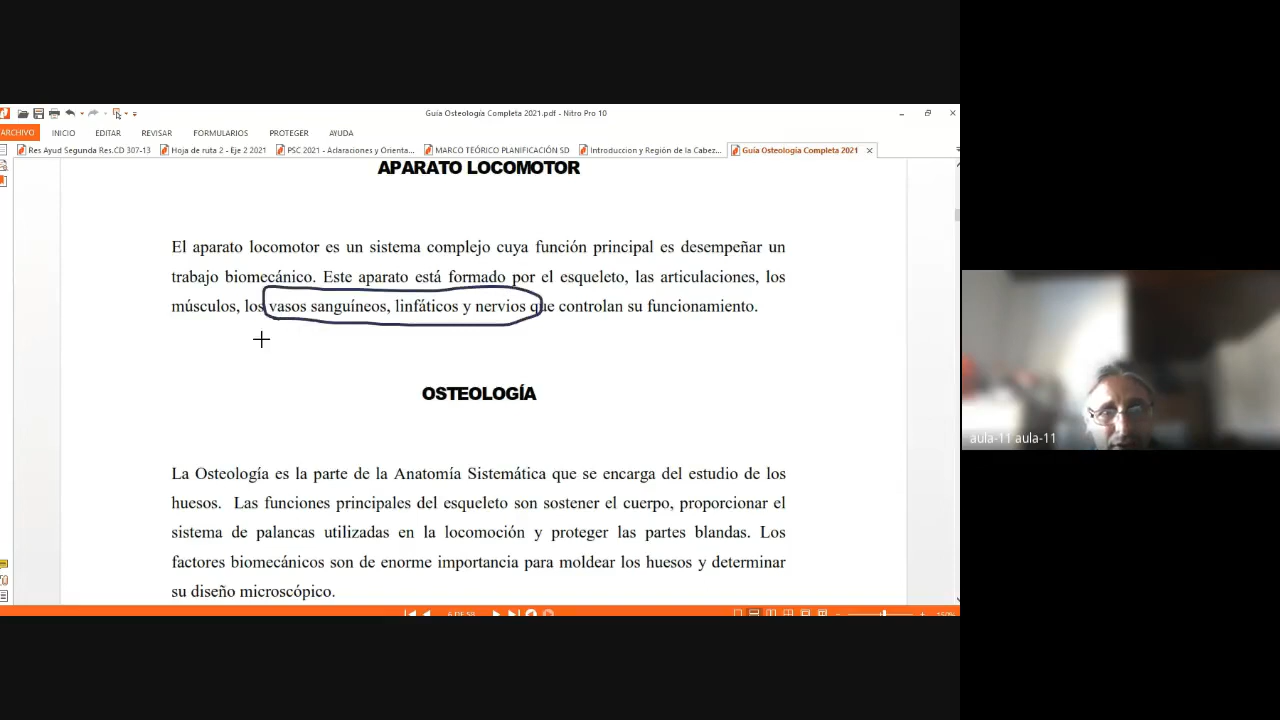 Guía Osteología Completa 2021.pdf - Nitro Pro 10
ARCHIVO INICIO EDITAR REVISAR FORMULARIOS PROTEGER AYUDA
Res Ayud Segunda Res.CD 307-13 Hoja de ruta 2 - Eje 2 2021 PSC 2021 - Aclaraciones y Orienta... MARCO TEÓRICO PLANIFICACIÓN SD Introduccion y Región de la Cabez... Guía Osteología Completa 2021
APARATO LOCOMOTOR
El aparato locomotor es un sistema complejo cuya función principal es desempeñar un
trabajo biomecánico. Este aparato está formado por el esqueleto, las articulaciones, los
músculos, los vasos sanguíneos, linfáticos y nervios que controlan su funcionamiento.
aula-11 aula-11
OSTEOLOGÍA
La Osteología es la parte de la Anatomía Sistemática que se encarga del estudio de los
huesos. Las funciones principales del esqueleto son sostener el cuerpo, proporcionar el
sistema de palancas utilizadas en la locomoción y proteger las partes blandas. Los
factores biomecánicos son de enorme importancia para moldear los huesos y determinar
su diseño microscópico.